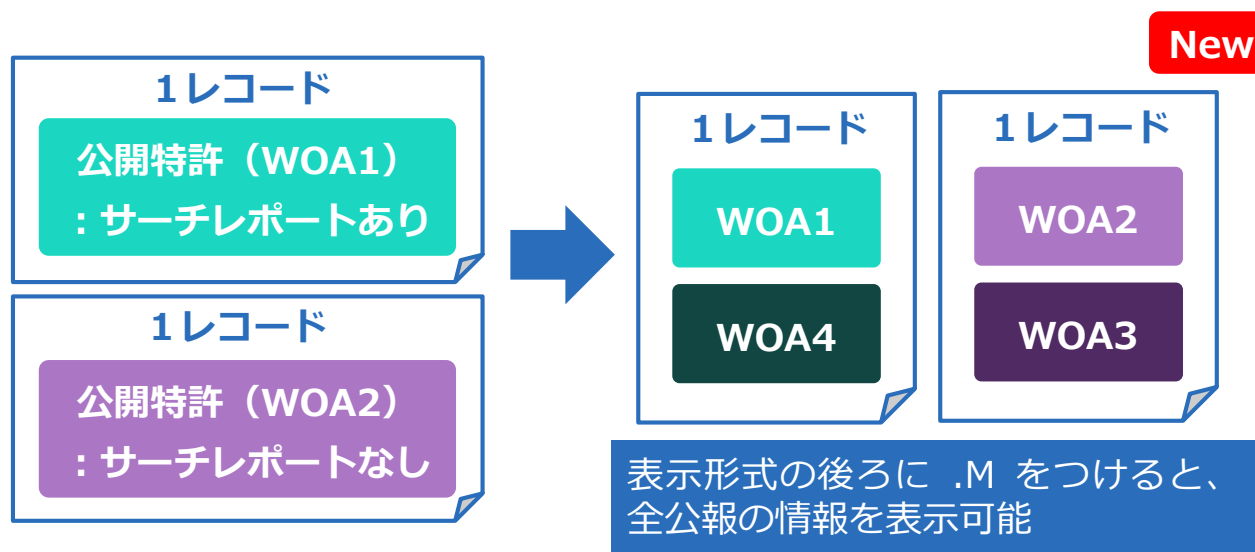 New
1レコード
公開特許（WOA1）
：サーチレポートあり
1レコード
公開特許（WOA2）
：サーチレポートなし
1レコード
WOA1
WOA4
1レコード
WOA2
WOA3
表示形式の後ろに .M をつけると、
全公報の情報を表示可能